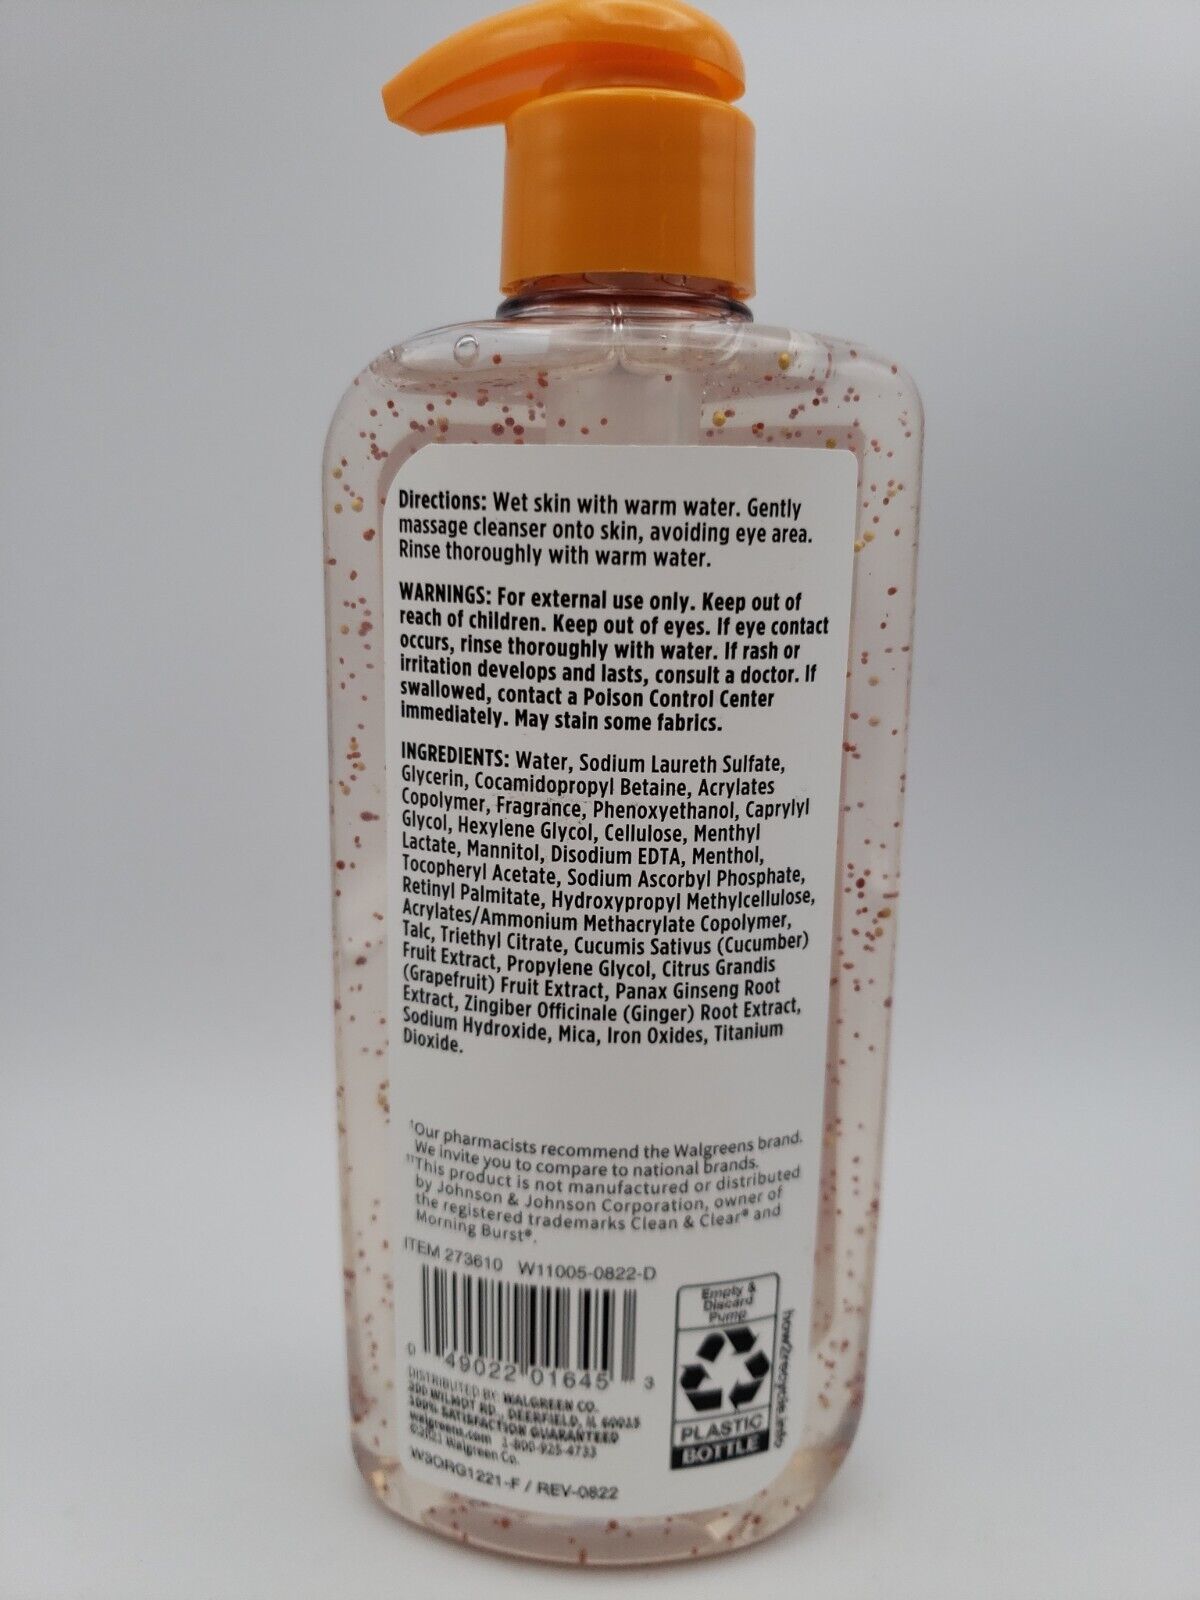 Directions: Wet skin with warm water. Gently
massage cleanser onto skin, avoiding eye area.
Rinse thoroughly with warm water.
WARNINGS: For external use only. Keep out of
reach of children. Keep out of eyes. If eye contact
occurs, rinse thoroughly with water. If rash or
irritation develops and lasts, consult a doctor. If
swallowed, contact a Poison Control Center
immediately. May stain some fabrics.
INGREDIENTS: Water, Sodium Laureth Sulfate,
Glycerin, Cocamidopropyl Betaine, Acrylates
Copolymer, Fragrance, Phenoxyethanol, Caprylyl
Glycol, Hexylene Glycol, Cellulose, Menthyl
Lactate, Mannitol, Disodium EDTA, Menthol,
Tocopheryl Acetate, Sodium Ascorbyl Phosphate,
Retinyl Palmitate, Hydroxypropyl Methylcellulose,
Acrylates/Ammonium Methacrylate Copolymer,
Talc, Triethyl Citrate, Cucumis Sativus (Cucumber)
Fruit Extract, Propylene Glycol, Citrus Grandis
(Grapefruit) Fruit Extract, Panax Ginseng Root
Extract, Zingiber Officinale (Ginger) Root Extract,
Sodium Hydroxide, Mica, Iron Oxides, Titanium
Dioxide.
†Our pharmacists recommend the Walgreens brand.
We invite you to compare to national brands.
††This product is not manufactured or distributed
by Johnson & Johnson Corporation, owner of
the registered trademarks Clean & Clear® and
Morning Burst®.
ITEM 273610 W11005-0822-D
0 49022 01645 3
DISTRIBUTED BY: WALGREEN CO.
200 WILMOT RD., DEERFIELD, IL 60015
100% SATISFACTION GUARANTEED
walgreens.com 1-800-925-4733
©2021 Walgreen Co.
W3ORG1221-F / REV-0822
Empty &
Discard
Pump
PLASTIC
BOTTLE
how2recycle.info